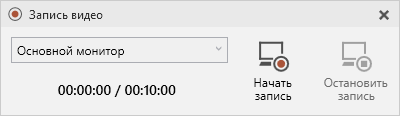 Запись видео
Основной монитор
00:00:00 / 00:10:00
Начать
запись
Остановить
запись